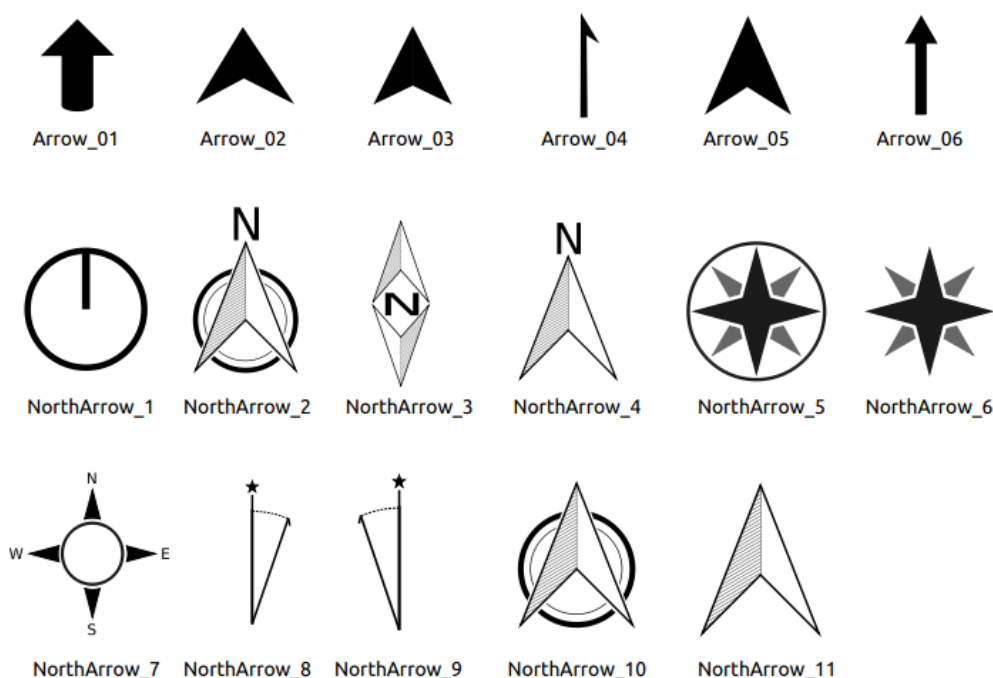 Arrow_01 Arrow_02 Arrow_03 Arrow_04 Arrow_05 Arrow_06
N N N
NorthArrow_1 NorthArrow_2 NorthArrow_3 NorthArrow_4 NorthArrow_5 NorthArrow_6
N
W E
S
NorthArrow_7 NorthArrow_8 NorthArrow_9 NorthArrow_10 NorthArrow_11